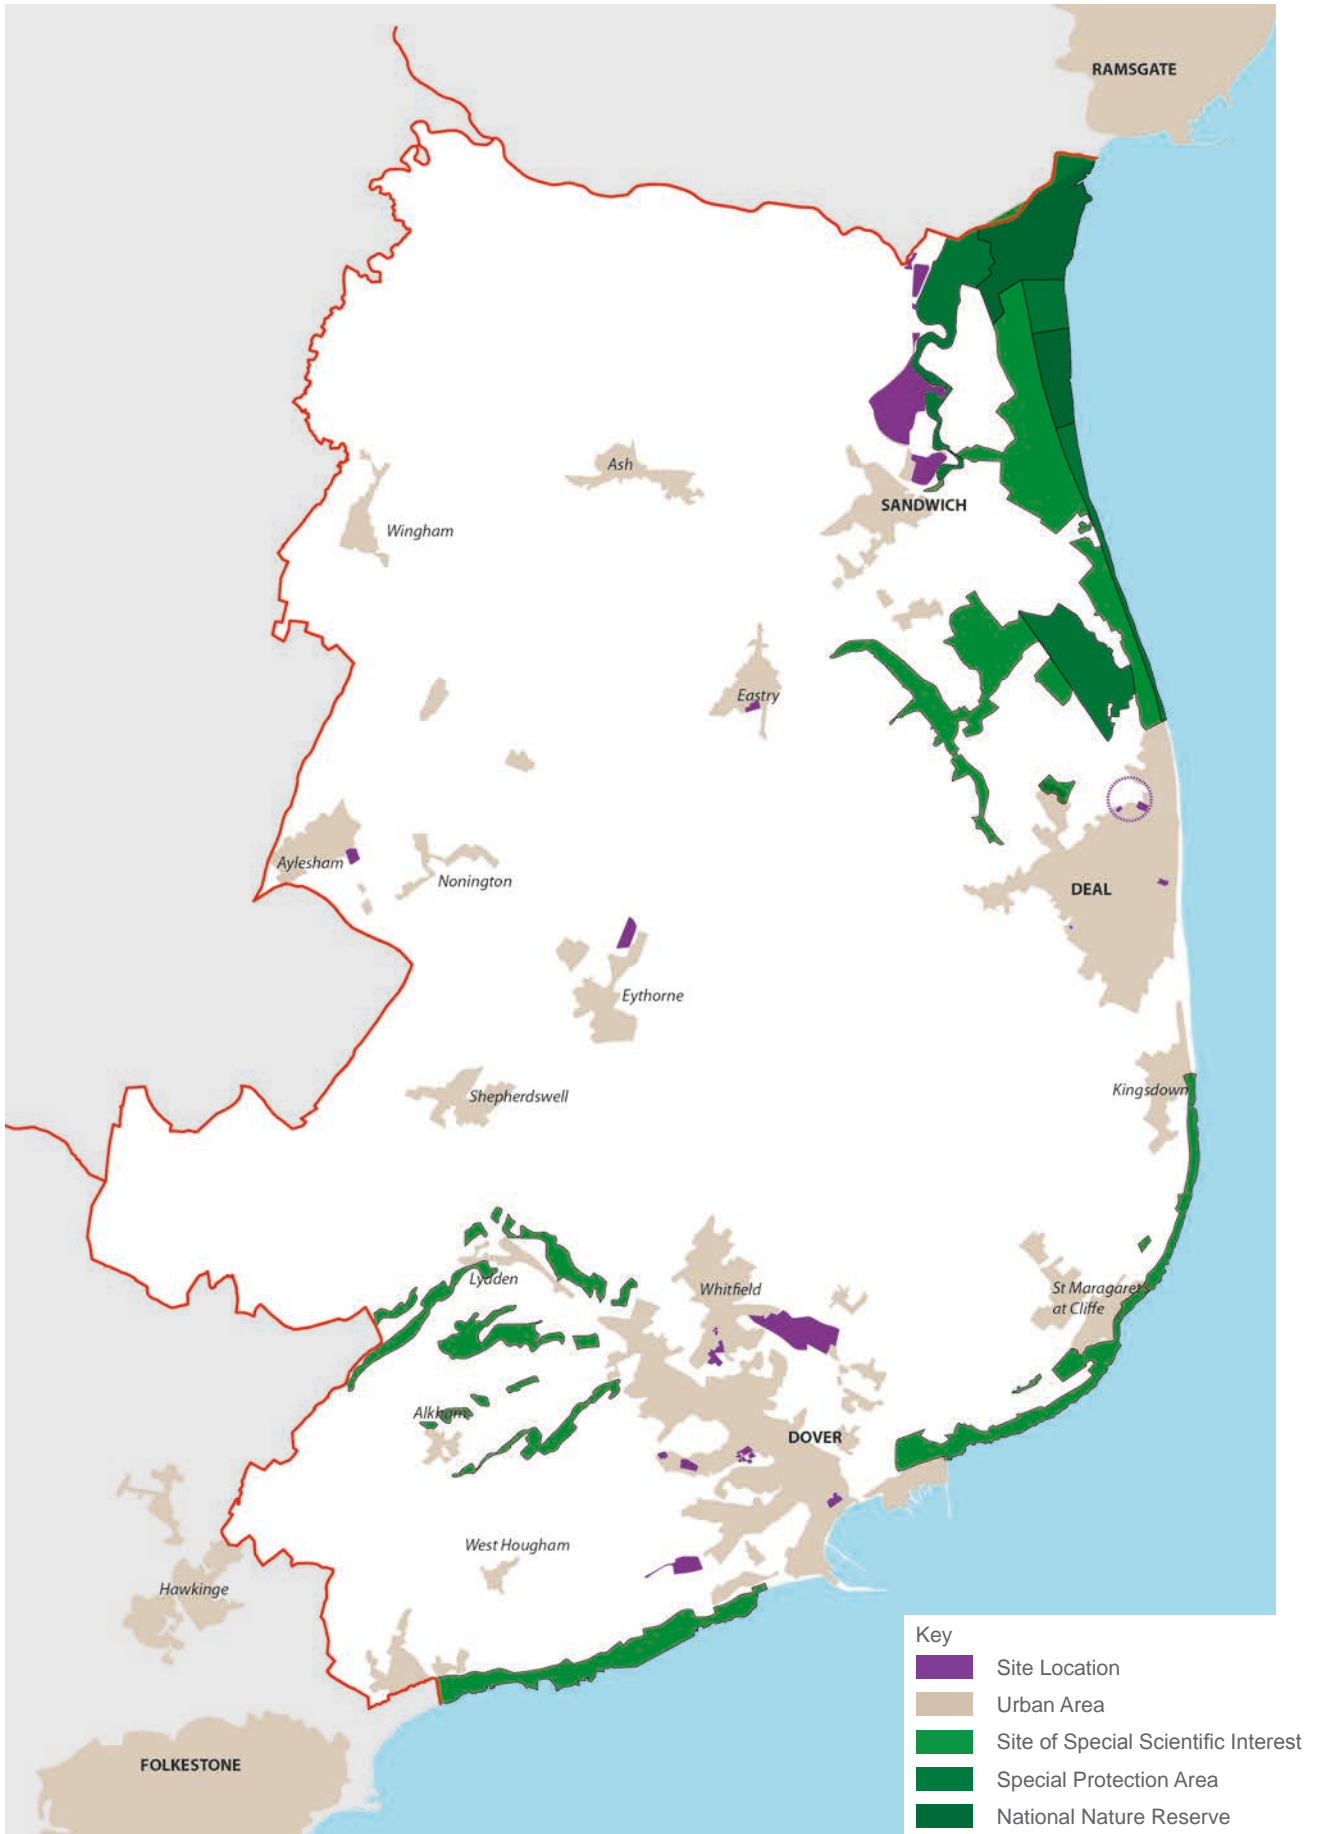 RAMSGATE
Ash
SANDWICH
Wingham
Eastry
Aylesham
Nonington
DEAL
Eythorne
Kingsdown
Shepherdswell
Lydden
Whitfield
St Maragaret
at Cliffe
Alkham
DOVER
West Hougham
Hawkinge
FOLKESTONE
Key
Site Location
Urban Area
Site of Special Scientific Interest
Special Protection Area
National Nature Reserve